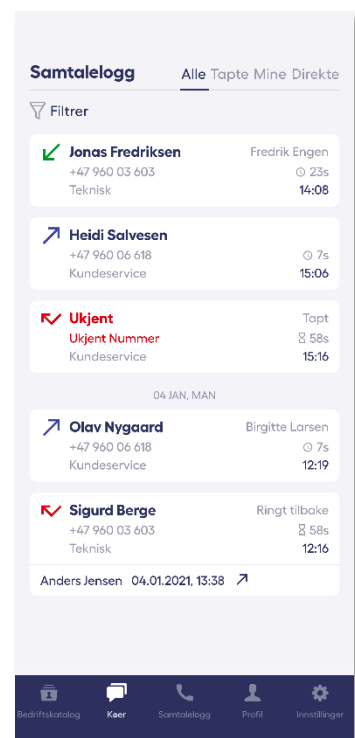 Samtalelogg Alle Tapte Mine Direkte
Filtrer
Jonas Fredriksen Fredrik Engen
+47 960 03 603 23s
Teknisk 14:08
Heidi Salvesen
+47 960 06 618 7s
Kundeservice 15:06
Ukjent Tapt
Ukjent Nummer 58s
Kundeservice 15:16
04 JAN, MAN
Olav Nygaard Birgitte Larsen
+47 960 06 618 7s
Kundeservice 12:19
Sigurd Berge Ringt tilbake
+47 960 03 603 58s
Teknisk 12:16
Anders Jensen 04.01.2021, 13:38
Bedriftskatalog Køer Samtalelogg Profil Innstillinger